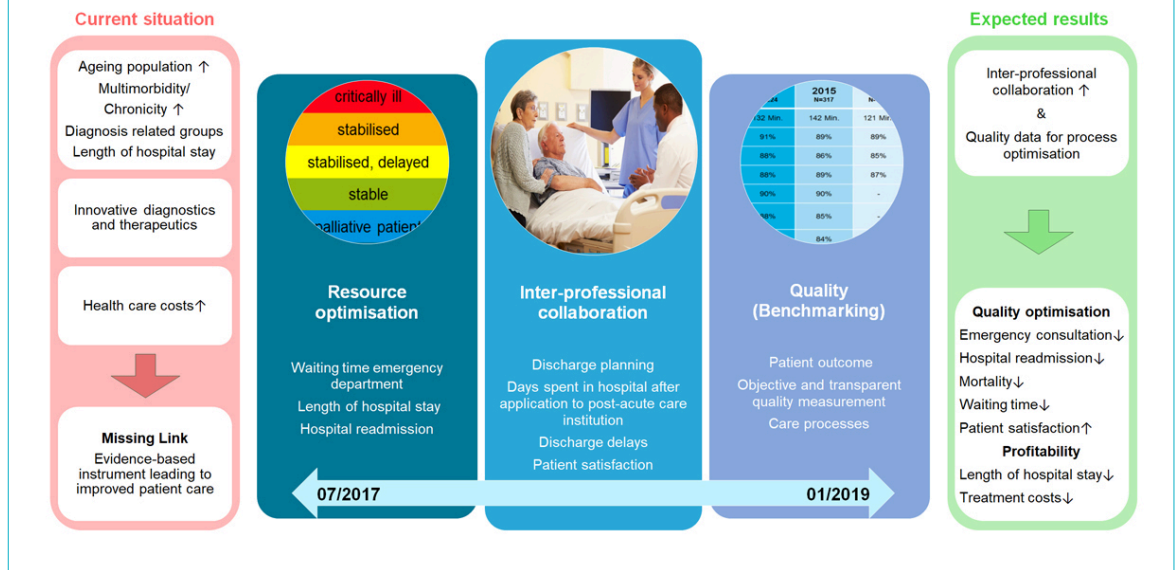 Current situation
Ageing population ↑
Multimorbidity/
Chronicity ↑
Diagnosis related groups
Length of hospital stay
Innovative diagnostics
and therapeutics
Health care costs↑
Missing Link
Evidence-based
instrument leading to
improved patient care
critically ill
stabilised
stabilised, delayed
stable
palliative patient
Resource
optimisation
Waiting time emergency
department
Length of hospital stay
Hospital readmission
Inter-professional
collaboration
Discharge planning
Days spent in hospital after
application to post-acute care
institution
Discharge delays
Patient satisfaction
2015
N=317
142 Min. 121 Min
91% 89% 89%
88% 86% 85%
88% 89% 87%
90% 90% -
98% 85% -
84%
Quality
(Benchmarking)
Patient outcome
Objective and transparent
quality measurement
Care processes
07/2017
01/2019
Expected results
Inter-professional
collaboration ↑
&
Quality data for process
optimisation
Quality optimisation
Emergency consultation↓
Hospital readmission↓
Mortality↓
Waiting time↓
Patient satisfaction↑
Profitability
Length of hospital stay↓
Treatment costs↓